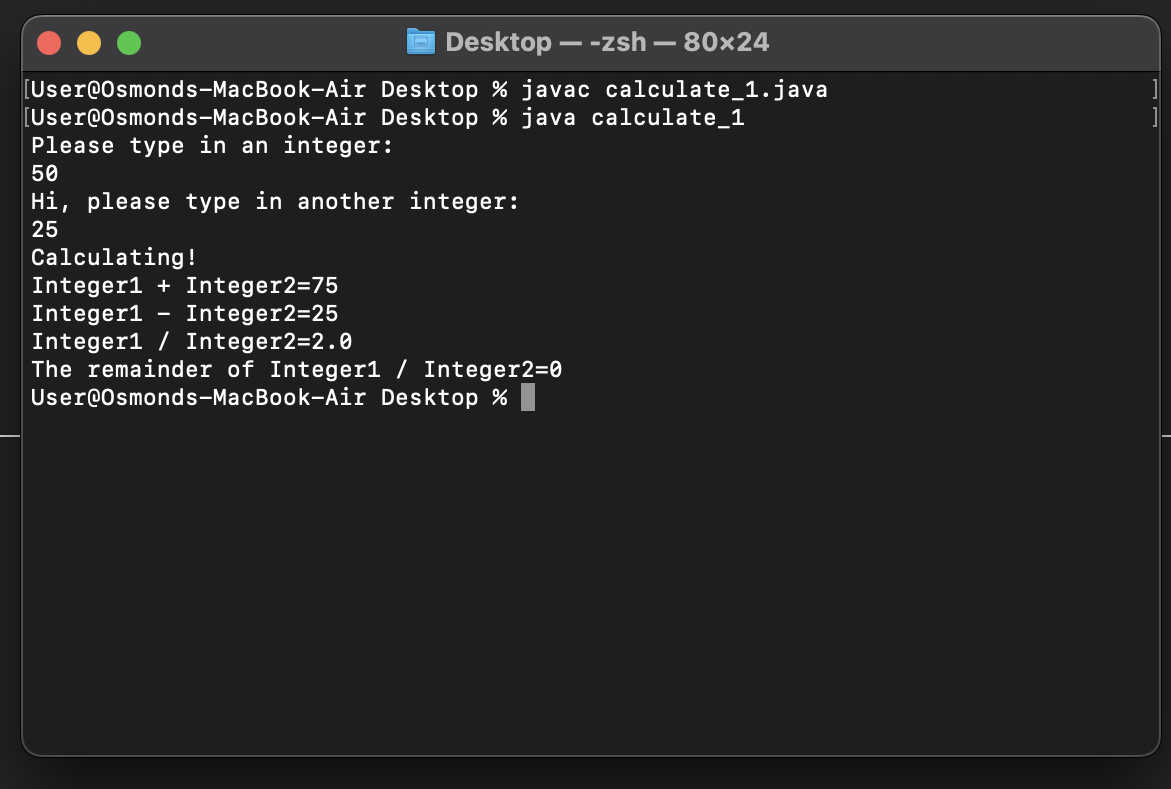 Desktop — -zsh — 80×24
[User@Osmonds-MacBook-Air Desktop % javac calculate_1.java ]
[User@Osmonds-MacBook-Air Desktop % java calculate_1 ]
Please type in an integer:
50
Hi, please type in another integer:
25
Calculating!
Integer1 + Integer2=75
Integer1 - Integer2=25
Integer1 / Integer2=2.0
The remainder of Integer1 / Integer2=0
User@Osmonds-MacBook-Air Desktop %